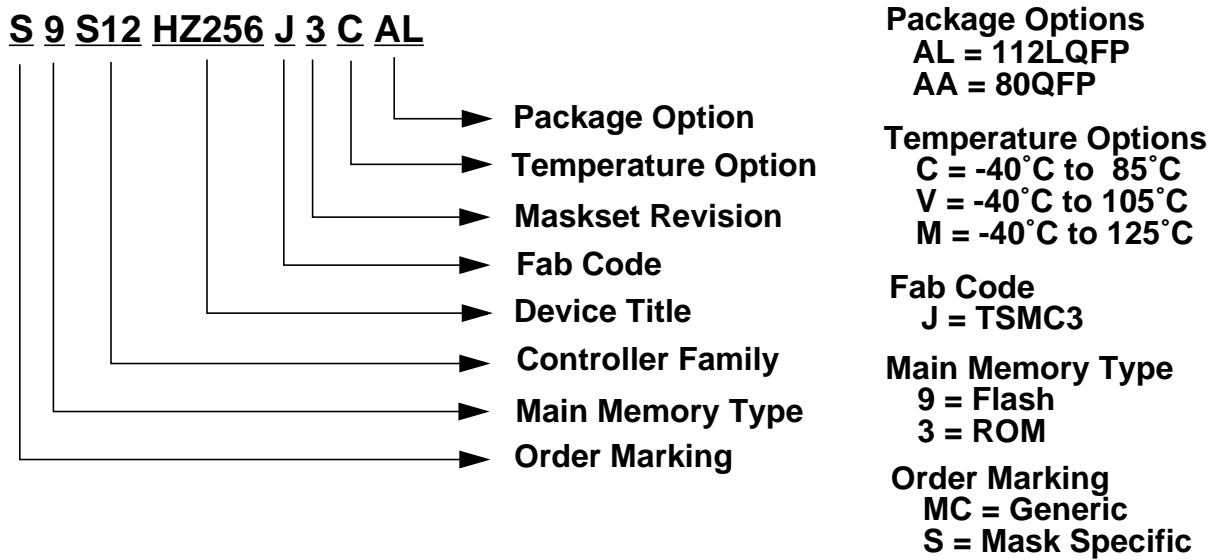 S 9 S12 HZ256 J 3 C AL
Package Option
Temperature Option
Maskset Revision
Fab Code
Device Title
Controller Family
Main Memory Type
Order Marking
Package Options
AL = 112LQFP
AA = 80QFP
Temperature Options
C = -40˚C to 85˚C
V = -40˚C to 105˚C
M = -40˚C to 125˚C
Fab Code
J = TSMC3
Main Memory Type
9 = Flash
3 = ROM
Order Marking
MC = Generic
S = Mask Specific